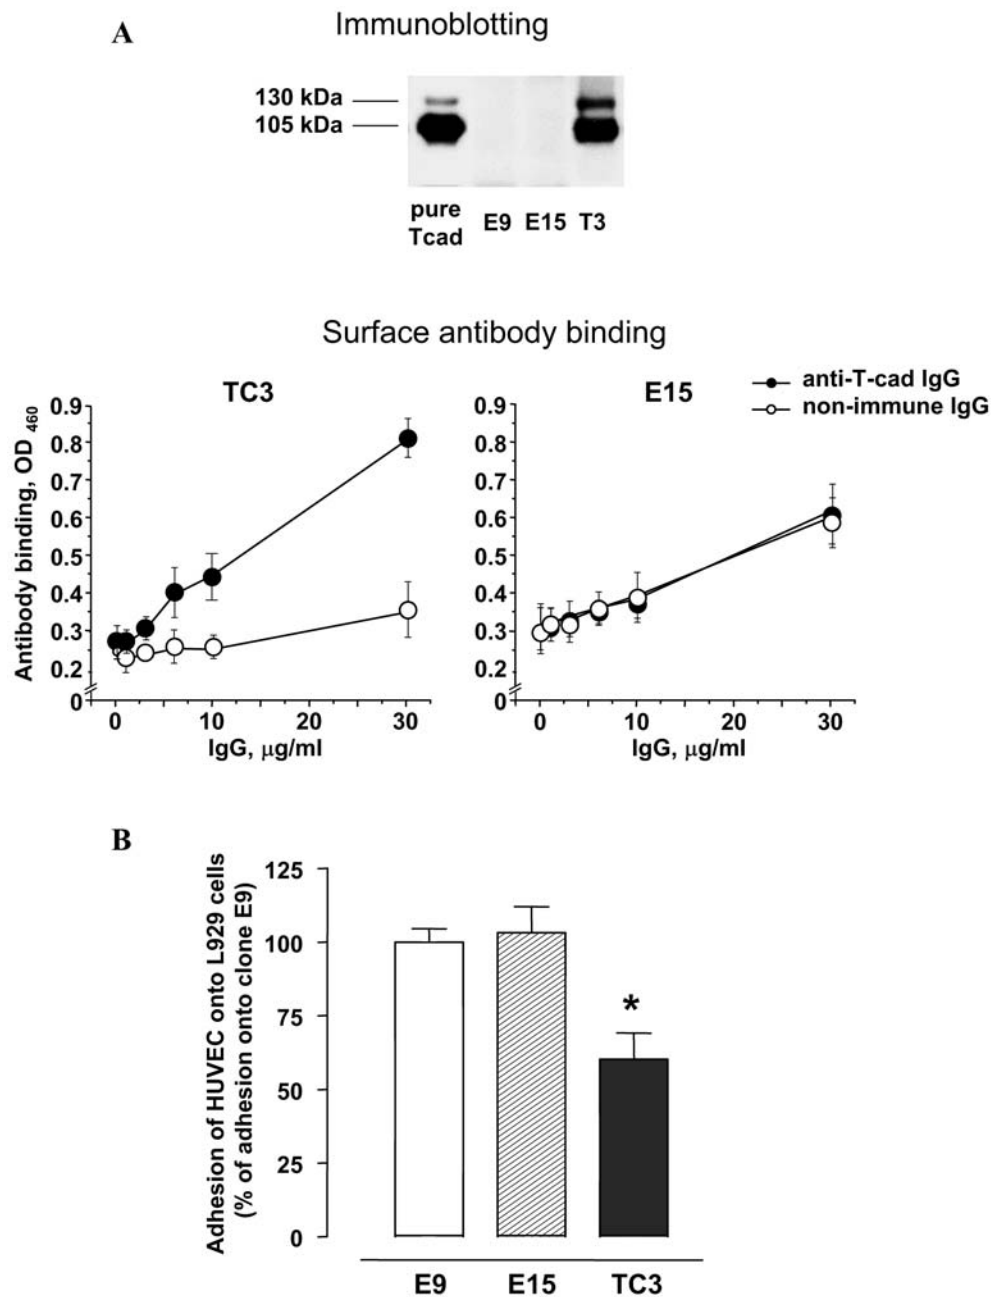 A
Immunoblotting
130 kDa
105 kDa
pure
Tcad
E9 E15 T3
Surface antibody binding
TC3
E15
anti-T-cad IgG
non-immune IgG
Antibody binding, OD 460
0.9
0.8
0.7
0.6
0.5
0.4
0.3
0.2
0
0 10 20 30
IgG, μg/ml
0.9
0.8
0.7
0.6
0.5
0.4
0.3
0.2
0
0 10 20 30
IgG, μg/ml
B
Adhesion of HUVEC onto L929 cells
(% of adhesion onto clone E9)
125
100
75
50
25
0
*
E9 E15 TC3